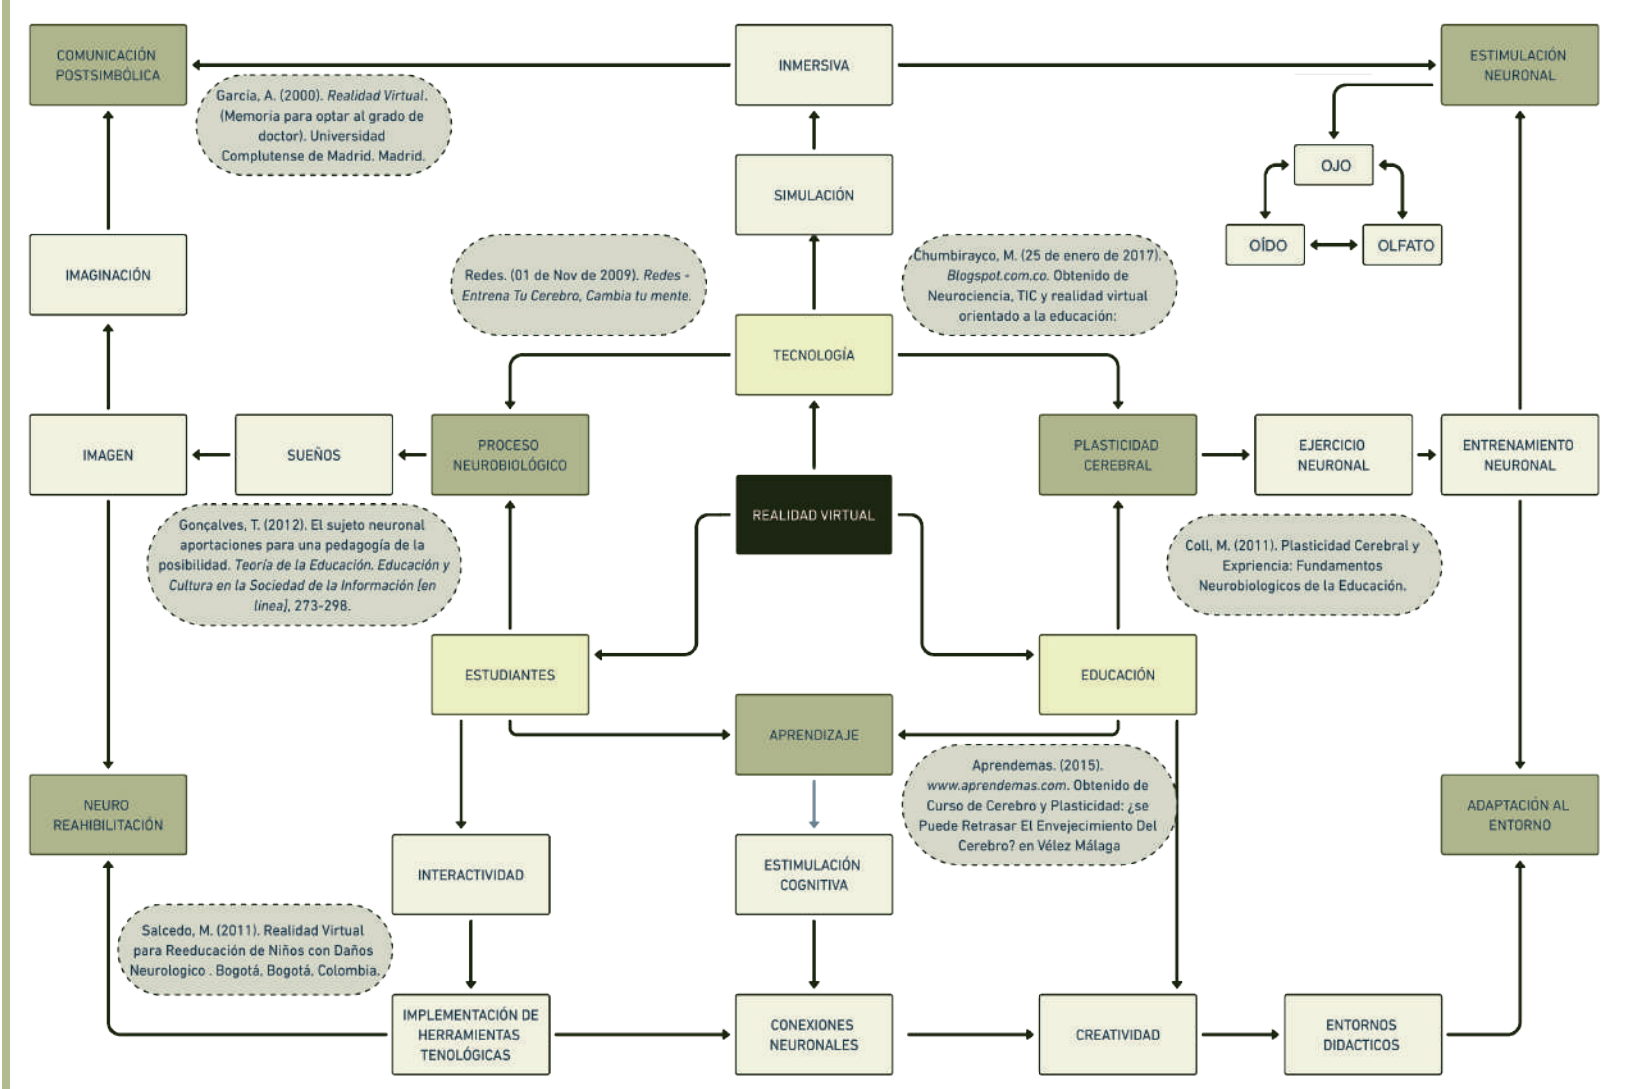 COMUNICACIÓN
POSTSIMBÓLICA
INMERSIVA
ESTIMULACIÓN
NEURONAL
García, A. (2000). Realidad Virtual.
(Memoria para optar al grado de
doctor). Universidad
Complutense de Madrid. Madrid.
OJO
SIMULACIÓN
OÍDO
OLFATO
IMAGINACIÓN
Redes. (01 de Nov de 2009). Redes -
Entrena Tu Cerebro, Cambia tu mente.
Chumbirayco, M. (25 de enero de 2017).
Blogspot.com.co. Obtenido de
Neurociencia, TIC y realidad virtual
orientado a la educación:
TECNOLOGÍA
IMAGEN
SUEÑOS
PROCESO
NEUROBIOLÓGICO
PLASTICIDAD
CEREBRAL
EJERCICIO
NEURONAL
ENTRENAMIENTO
NEURONAL
REALIDAD VIRTUAL
Gonçalves, T. (2012). El sujeto neuronal
aportaciones para una pedagogía de la
posibilidad. Teoría de la Educación. Educación y
Cultura en la Sociedad de la Información [en
linea], 273-298.
Coll, M. (2011). Plasticidad Cerebral y
Expriencia: Fundamentos
Neurobiologicos de la Educación.
ESTUDIANTES
EDUCACIÓN
APRENDIZAJE
Aprendemas. (2015).
www.aprendemas.com. Obtenido de
Curso de Cerebro y Plasticidad: ¿se
Puede Retrasar El Envejecimiento Del
Cerebro? en Vélez Málaga
NEURO
REAHIBILITACIÓN
ADAPTACIÓN AL
ENTORNO
INTERACTIVIDAD
ESTIMULACIÓN
COGNITIVA
Salcedo, M. (2011). Realidad Virtual
para Reeducación de Niños con Daños
Neurologico . Bogotá, Bogotá, Colombia.
IMPLEMENTACIÓN DE
HERRAMIENTAS
TENOLÓGICAS
CONEXIONES
NEURONALES
CREATIVIDAD
ENTORNOS
DIDACTICOS